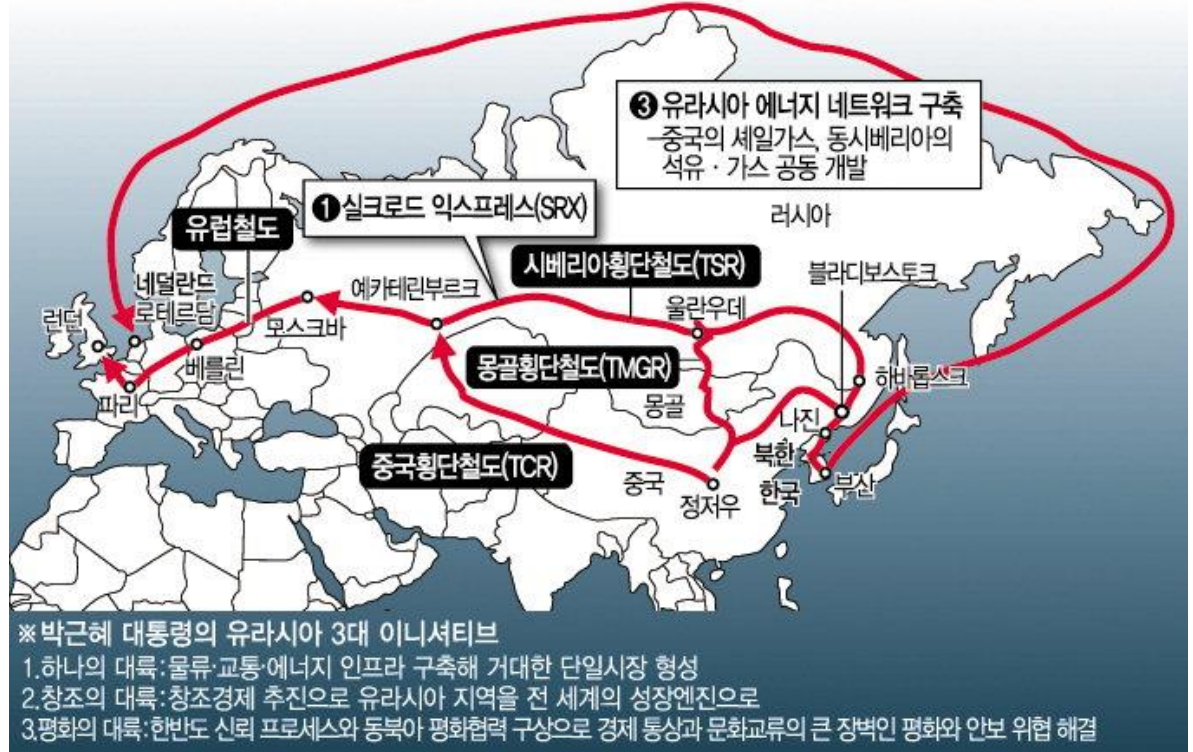 ❸ 유라시아 에너지 네트워크 구축
–중국의 셰일가스, 동시베리아의
석유·가스 공동 개발
❶ 실크로드 익스프레스(SRX)
러시아
유럽철도
시베리아횡단철도(TSR)
블라디보스토크
네덜란드
로테르담
예카테린부르크
울란우데
런던
모스크바
베를린
몽골횡단철도(TMGR)
하바롭스크
파리
몽골
나진
북한
중국횡단철도(TCR)
중국
한국
부산
정저우
※박근혜 대통령의 유라시아 3대 이니셔티브
1.하나의 대륙:물류·교통·에너지 인프라 구축해 거대한 단일시장 형성
2.창조의 대륙:창조경제 추진으로 유라시아 지역을 전 세계의 성장엔진으로
3.평화의 대륙:한반도 신뢰 프로세스와 동북아 평화협력 구상으로 경제 통상과 문화교류의 큰 장벽인 평화와 안보 위협 해결